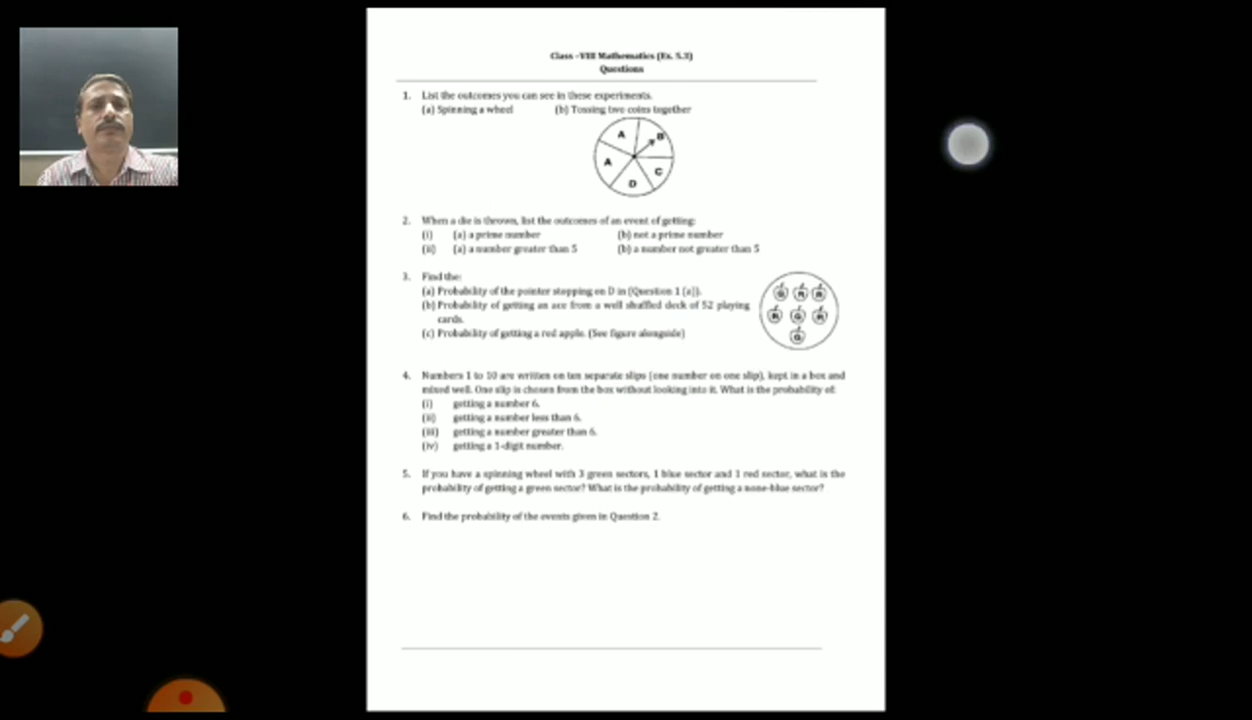 Class -VIII Mathematics (Ex. 5.3)
Questions
1. List the outcomes you can see in these experiments.
(a) Spinning a wheel (b) Tossing two coins together
A
B
A
C
D
2. When a die is thrown, list the outcomes of an event of getting:
(i) (a) a prime number (b) not a prime number
(ii) (a) a number greater than 5 (b) a number not greater than 5
3. Find the:
(a) Probability of the pointer stopping on D in (Question 1 (a)).
(b) Probability of getting an ace from a well shuffled deck of 52 playing
cards.
(c) Probability of getting a red apple. (See figure alongside)
G R R
R G R
G
4. Numbers 1 to 10 are written on ten separate slips (one number on one slip), kept in a box and
mixed well. One slip is chosen from the box without looking into it. What is the probability of:
(i) getting a number 6.
(ii) getting a number less than 6.
(iii) getting a number greater than 6.
(iv) getting a 1-digit number.
5. If you have a spinning wheel with 3 green sectors, 1 blue sector and 1 red sector, what is the
probability of getting a green sector? What is the probability of getting a none-blue sector?
6. Find the probability of the events given in Question 2.